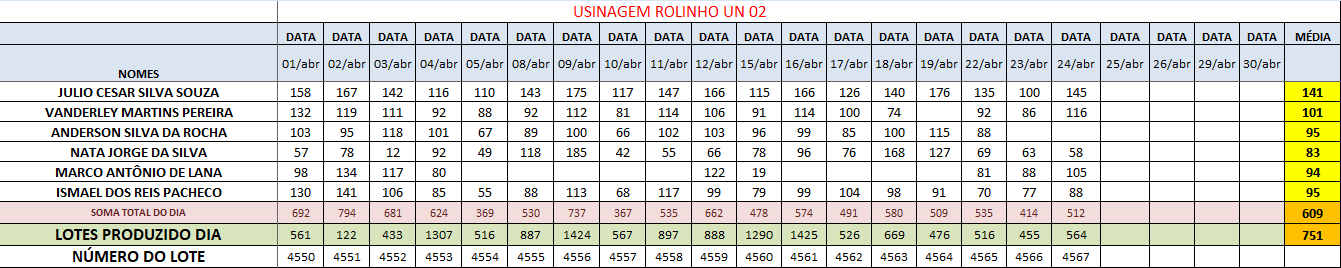 USINAGEM ROLINHO UN 02
DATA DATA DATA DATA DATA DATA DATA DATA DATA DATA DATA DATA DATA DATA DATA DATA DATA DATA DATA DATA DATA DATA MÉDIA
NOMES 01/abr 02/abr 03/abr 04/abr 05/abr 08/abr 09/abr 10/abr 11/abr 12/abr 15/abr 16/abr 17/abr 18/abr 19/abr 22/abr 23/abr 24/abr 25/abr 26/abr 29/abr 30/abr
JULIO CESAR SILVA SOUZA 158 167 142 116 110 143 175 117 147 166 115 166 126 140 176 135 100 145 141
VANDERLEY MARTINS PEREIRA 132 119 111 92 88 92 112 81 114 106 91 114 100 74 92 86 116 101
ANDERSON SILVA DA ROCHA 103 95 118 101 67 89 100 66 102 103 96 99 85 100 115 88 95
NATA JORGE DA SILVA 57 78 12 92 49 118 185 42 55 66 78 96 76 168 127 69 63 58 83
MARCO ANTÔNIO DE LANA 98 134 117 80 122 19 81 88 105 94
ISMAEL DOS REIS PACHECO 130 141 106 85 55 88 113 68 117 99 79 99 104 98 91 70 77 88 95
SOMA TOTAL DO DIA 692 794 681 624 369 530 737 367 535 662 478 574 491 580 509 535 414 512 609
LOTES PRODUZIDO DIA 561 122 433 1307 516 887 1424 567 897 888 1290 1425 526 669 476 516 455 564 751
NÚMERO DO LOTE 4550 4551 4552 4553 4554 4555 4556 4557 4558 4559 4560 4561 4562 4563 4564 4565 4566 4567